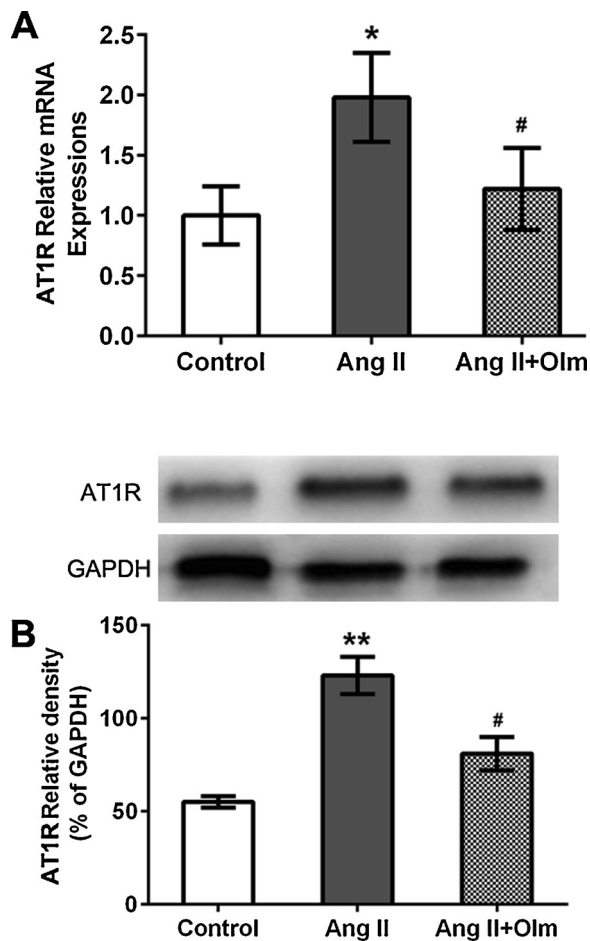 A
AT1R Relative mRNA
Expressions
2.5
2.0
1.5
1.0
0.5
0.0
*
#
Control Ang II Ang II+Olm
AT1R
GAPDH
B
AT1R Relative density
(% of GAPDH)
150
100
50
0
**
#
Control Ang II Ang II+Olm